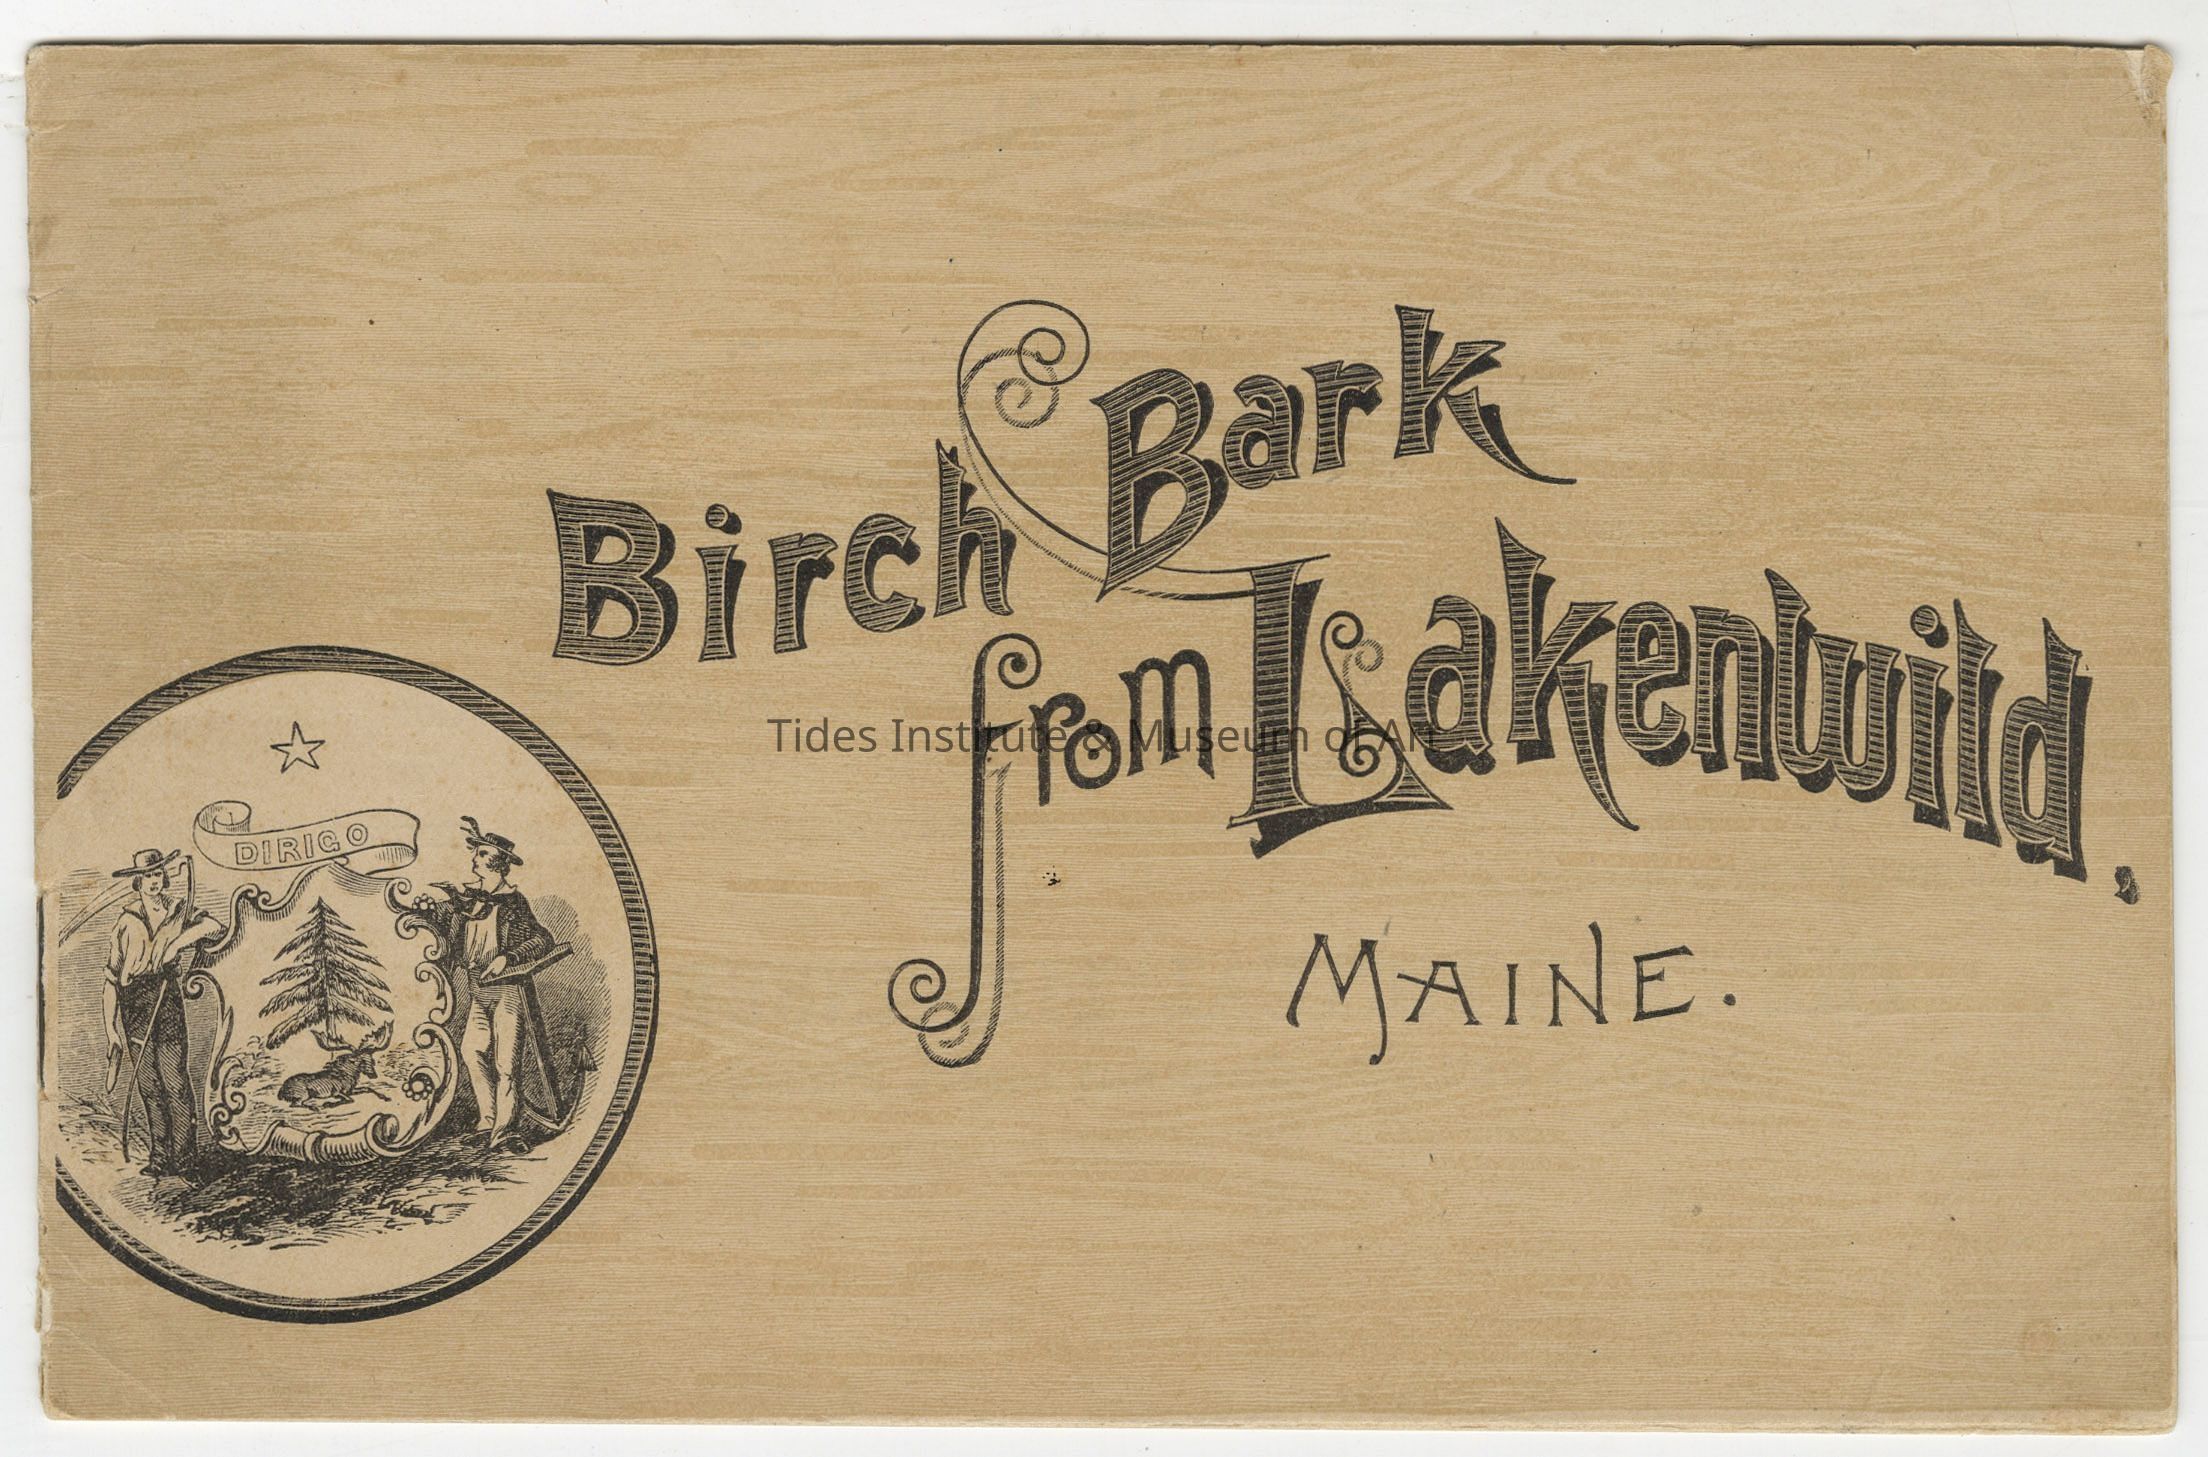 Birch Bark
from Lakenwild,
MAINE.
DIRIGO
Tides Institute & Museum of Art